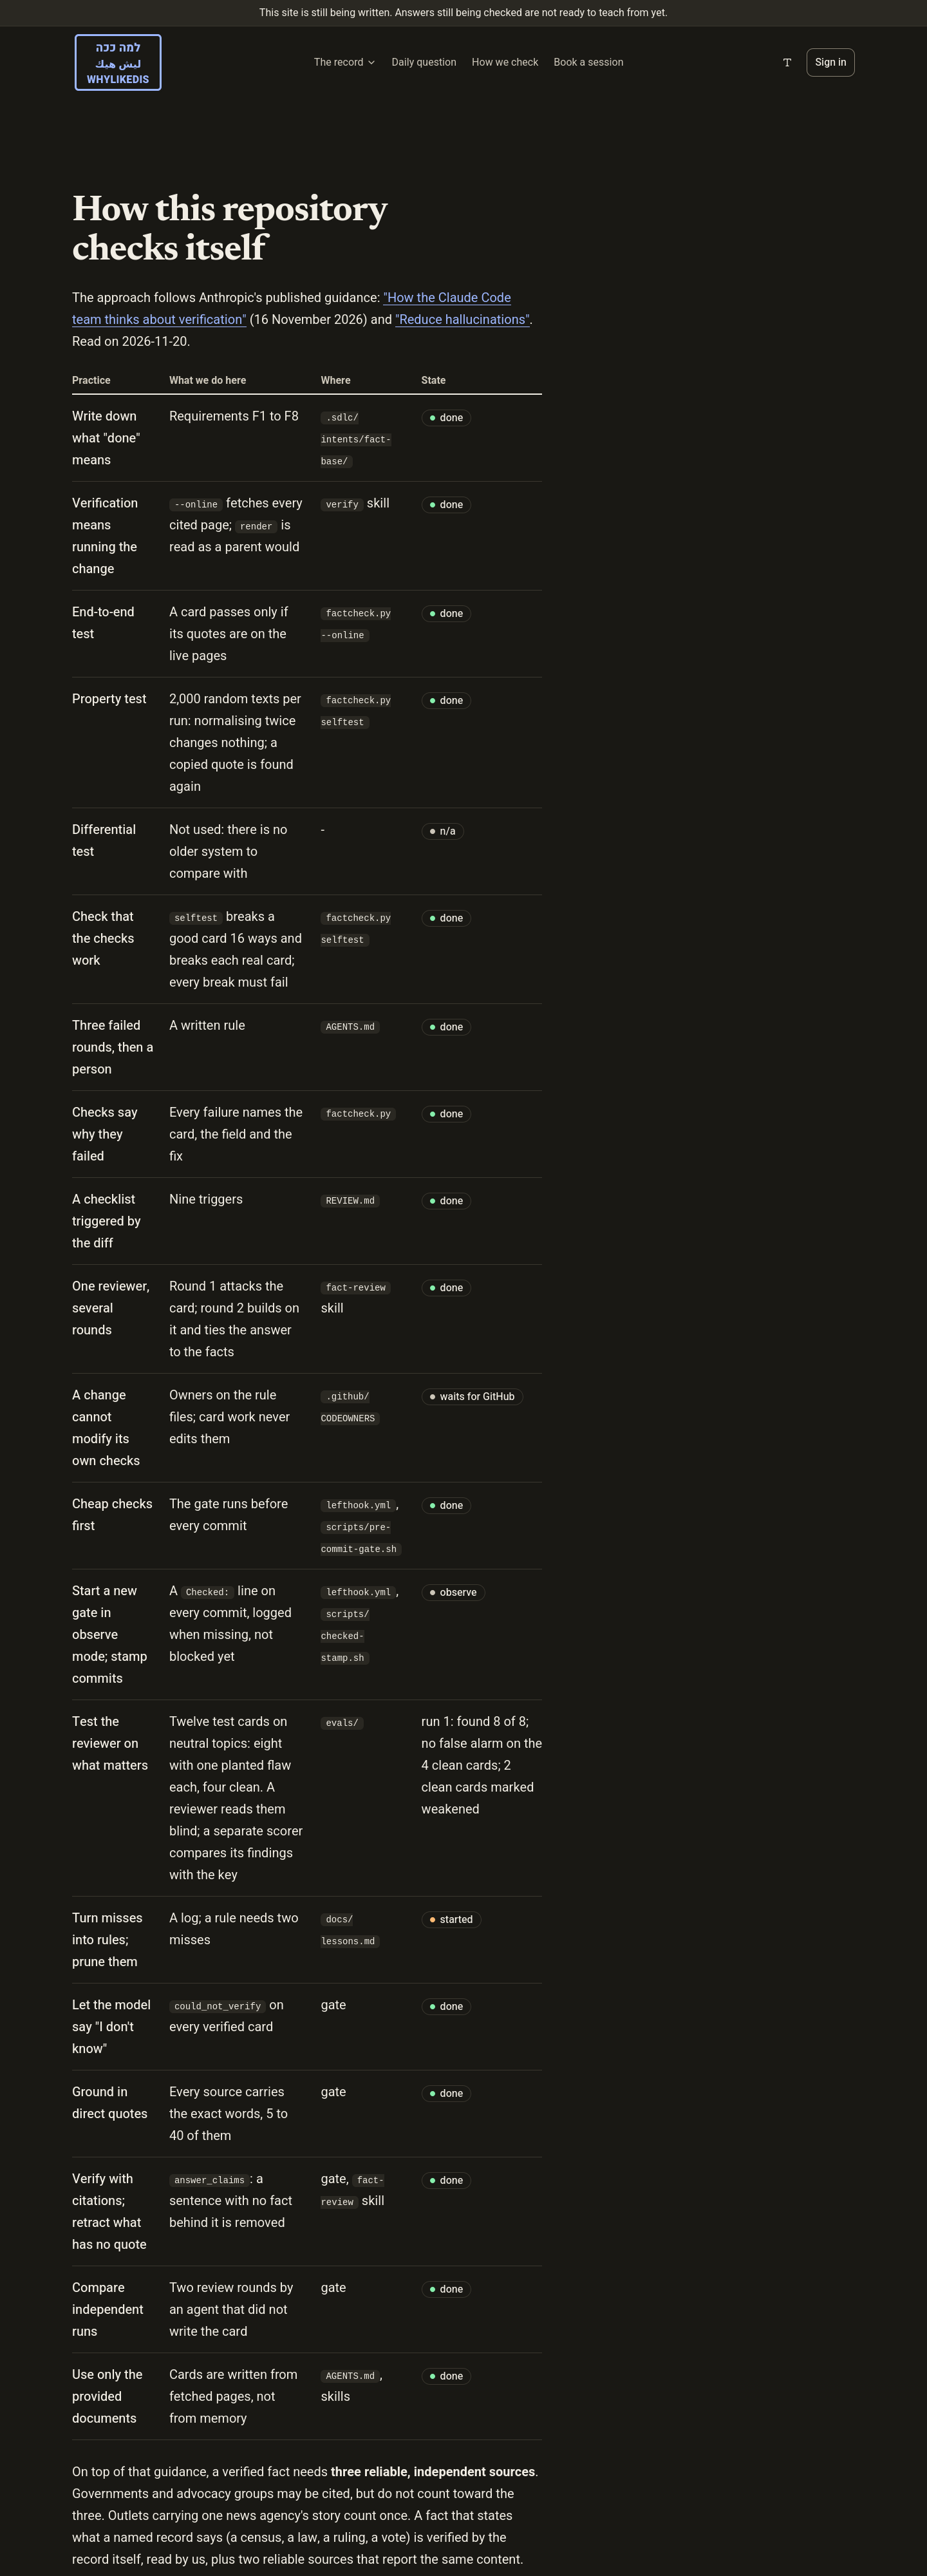 This site is still being written. Answers still being checked are not ready to teach from yet.
למה ככה
ليش هيك
WHYLIKEDIS
The record
Daily question
How we check
Book a session
T
Sign in
How this repository
checks itself
The approach follows Anthropic's published guidance: "How the Claude Code
team thinks about verification" (16 November 2026) and "Reduce hallucinations".
Read on 2026-11-20.
Practice
What we do here
Where
State
Write down
what "done"
means
Requirements F1 to F8
.sdlc/
intents/fact-
base/
done
Verification
means
running the
change
--online fetches every
cited page; render is
read as a parent would
verify skill
done
End-to-end
test
A card passes only if
its quotes are on the
live pages
factcheck.py
--online
done
Property test
2,000 random texts per
run: normalising twice
changes nothing; a
copied quote is found
again
factcheck.py
selftest
done
Differential
test
Not used: there is no
older system to
compare with
-
n/a
Check that
the checks
work
selftest breaks a
good card 16 ways and
breaks each real card;
every break must fail
factcheck.py
selftest
done
Three failed
rounds, then a
person
A written rule
AGENTS.md
done
Checks say
why they
failed
Every failure names the
card, the field and the
fix
factcheck.py
done
A checklist
triggered by
the diff
Nine triggers
REVIEW.md
done
One reviewer,
several
rounds
Round 1 attacks the
card; round 2 builds on
it and ties the answer
to the facts
fact-review
skill
done
A change
cannot
modify its
own checks
Owners on the rule
files; card work never
edits them
.github/
CODEOWNERS
waits for GitHub
Cheap checks
first
The gate runs before
every commit
lefthook.yml,
scripts/pre-
commit-gate.sh
done
Start a new
gate in
observe
mode; stamp
commits
A Checked: line on
every commit, logged
when missing, not
blocked yet
lefthook.yml,
scripts/
checked-
stamp.sh
observe
Test the
reviewer on
what matters
Twelve test cards on
neutral topics: eight
with one planted flaw
each, four clean. A
reviewer reads them
blind; a separate scorer
compares its findings
with the key
evals/
run 1: found 8 of 8;
no false alarm on the
4 clean cards; 2
clean cards marked
weakened
Turn misses
into rules;
prune them
A log; a rule needs two
misses
docs/
lessons.md
started
Let the model
say "I don't
know"
could_not_verify on
every verified card
gate
done
Ground in
direct quotes
Every source carries
the exact words, 5 to
40 of them
gate
done
Verify with
citations;
retract what
has no quote
answer_claims: a
sentence with no fact
behind it is removed
gate, fact-
review skill
done
Compare
independent
runs
Two review rounds by
an agent that did not
write the card
gate
done
Use only the
provided
documents
Cards are written from
fetched pages, not
from memory
AGENTS.md,
skills
done
On top of that guidance, a verified fact needs three reliable, independent sources.
Governments and advocacy groups may be cited, but do not count toward the
three. Outlets carrying one news agency's story count once. A fact that states
what a named record says (a census, a law, a ruling, a vote) is verified by the
record itself, read by us, plus two reliable sources that report the same content.